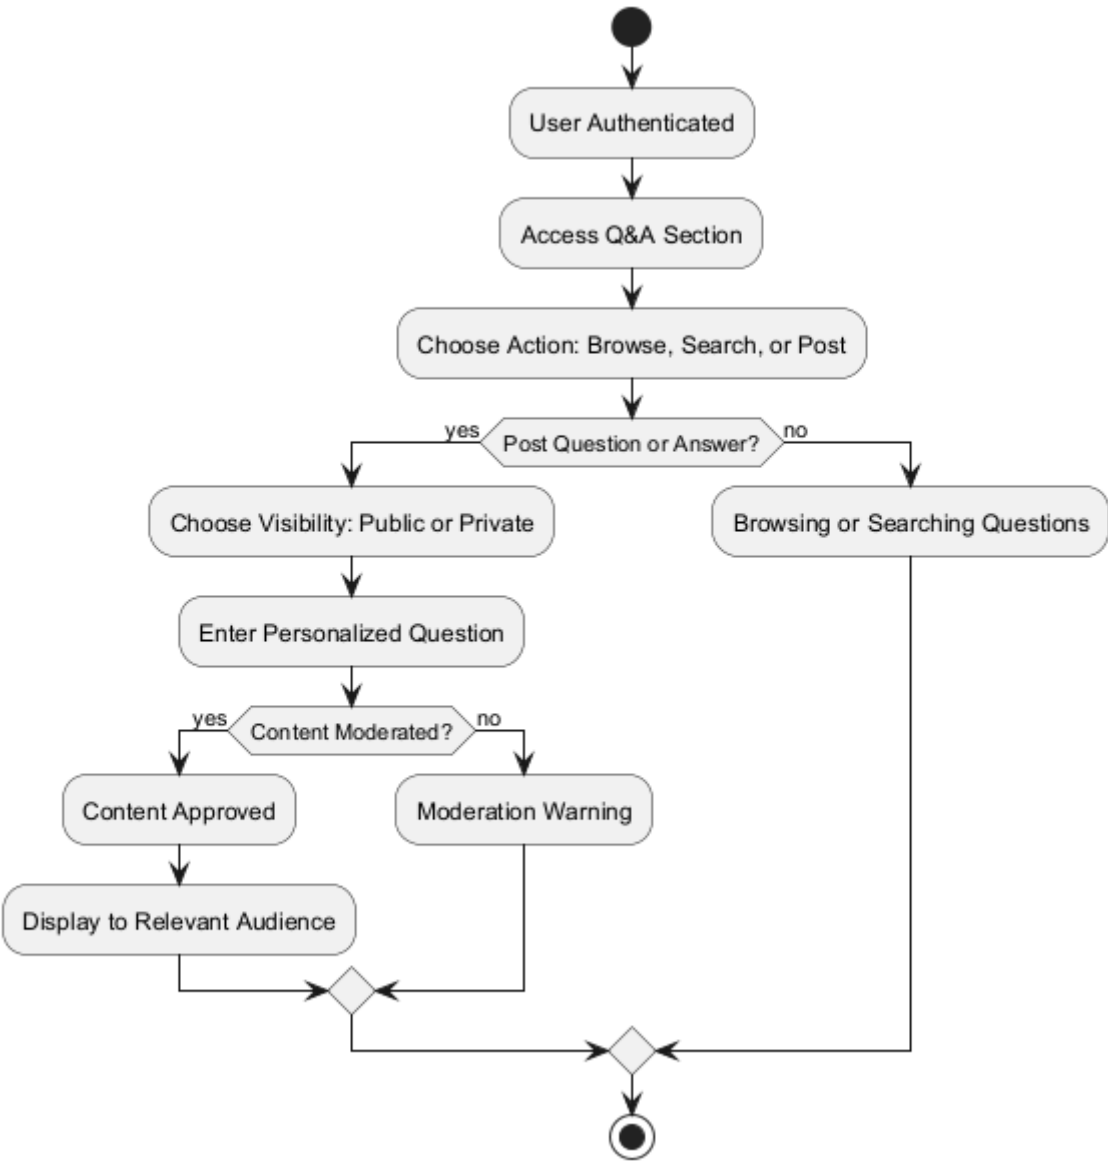 User Authenticated
Access Q&A Section
Choose Action: Browse, Search, or Post
yes
Post Question or Answer?
no
Choose Visibility: Public or Private
Browsing or Searching Questions
Enter Personalized Question
yes
Content Moderated?
no
Content Approved
Moderation Warning
Display to Relevant Audience